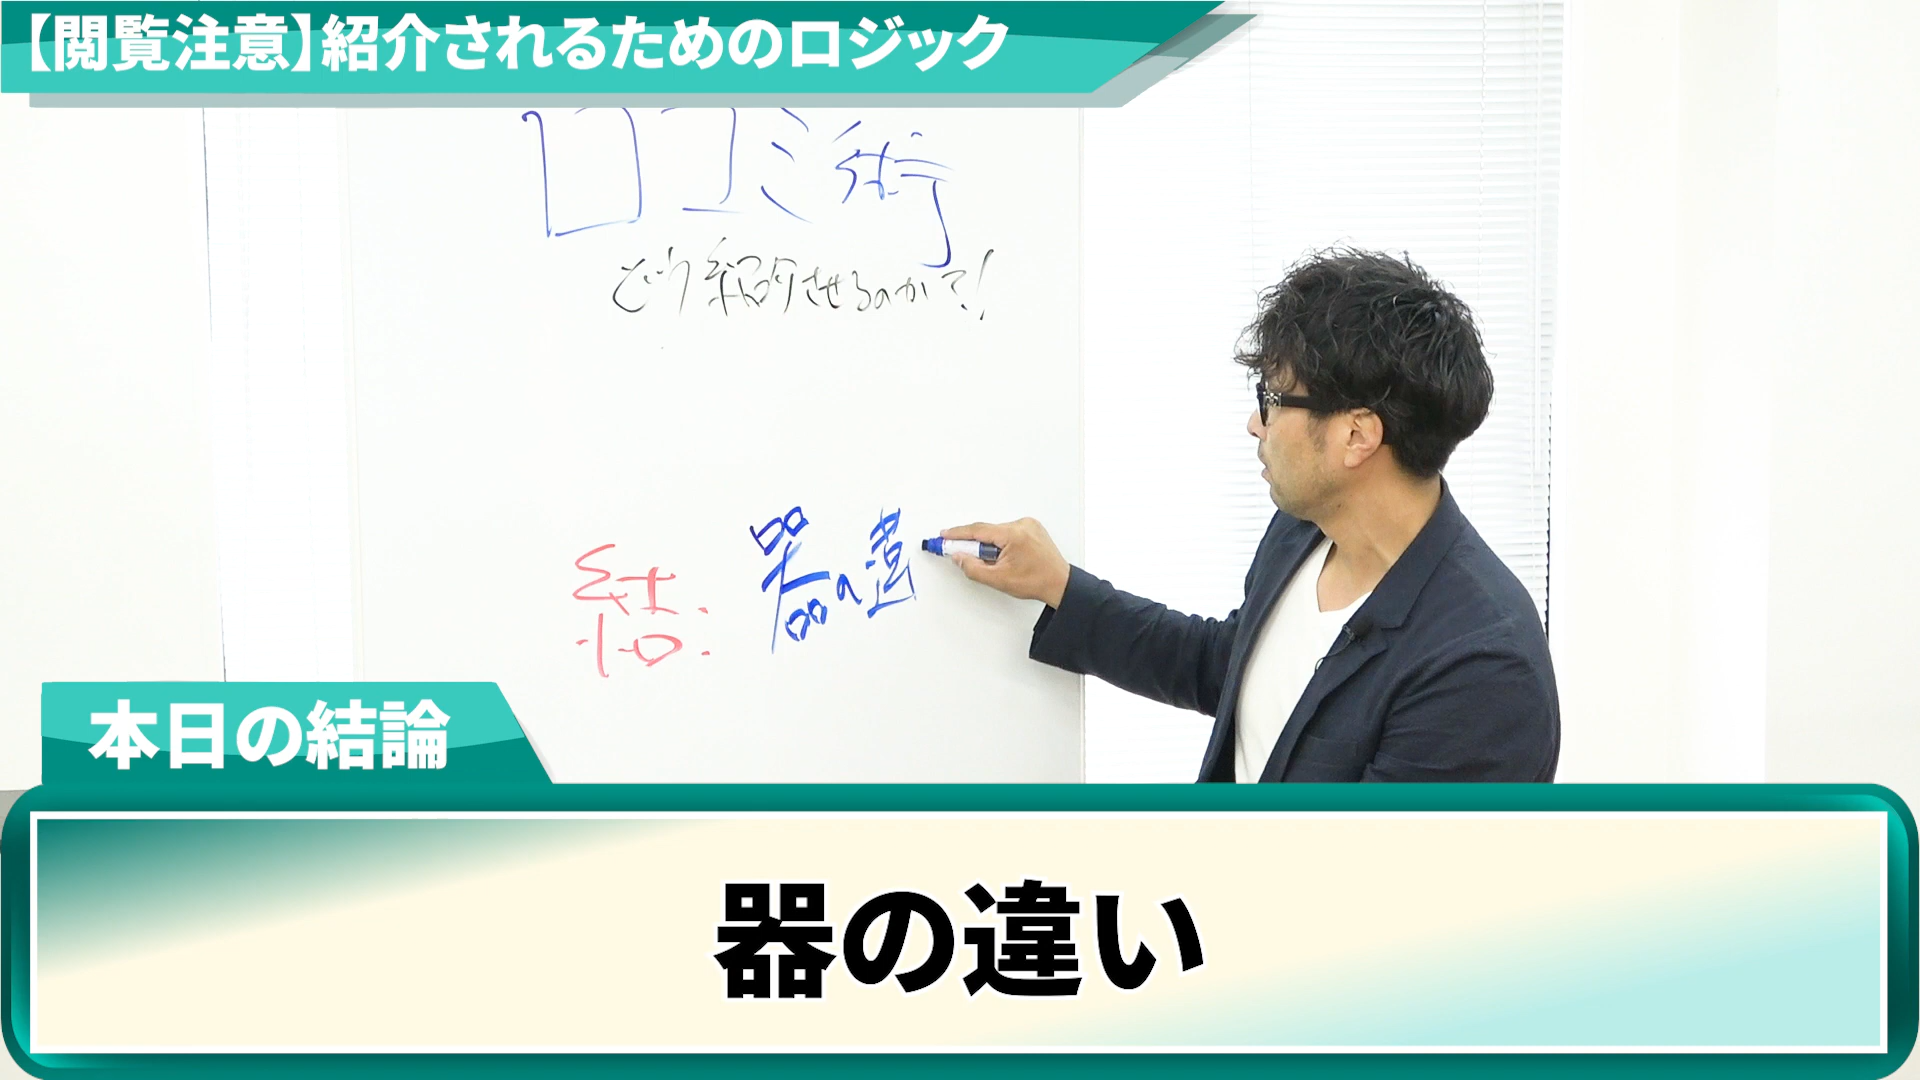 【閲覧注意】紹介されるためのロジック
口コミ術
どう紹介させるのかて!
結:
器の違
本日の結論
器の違い